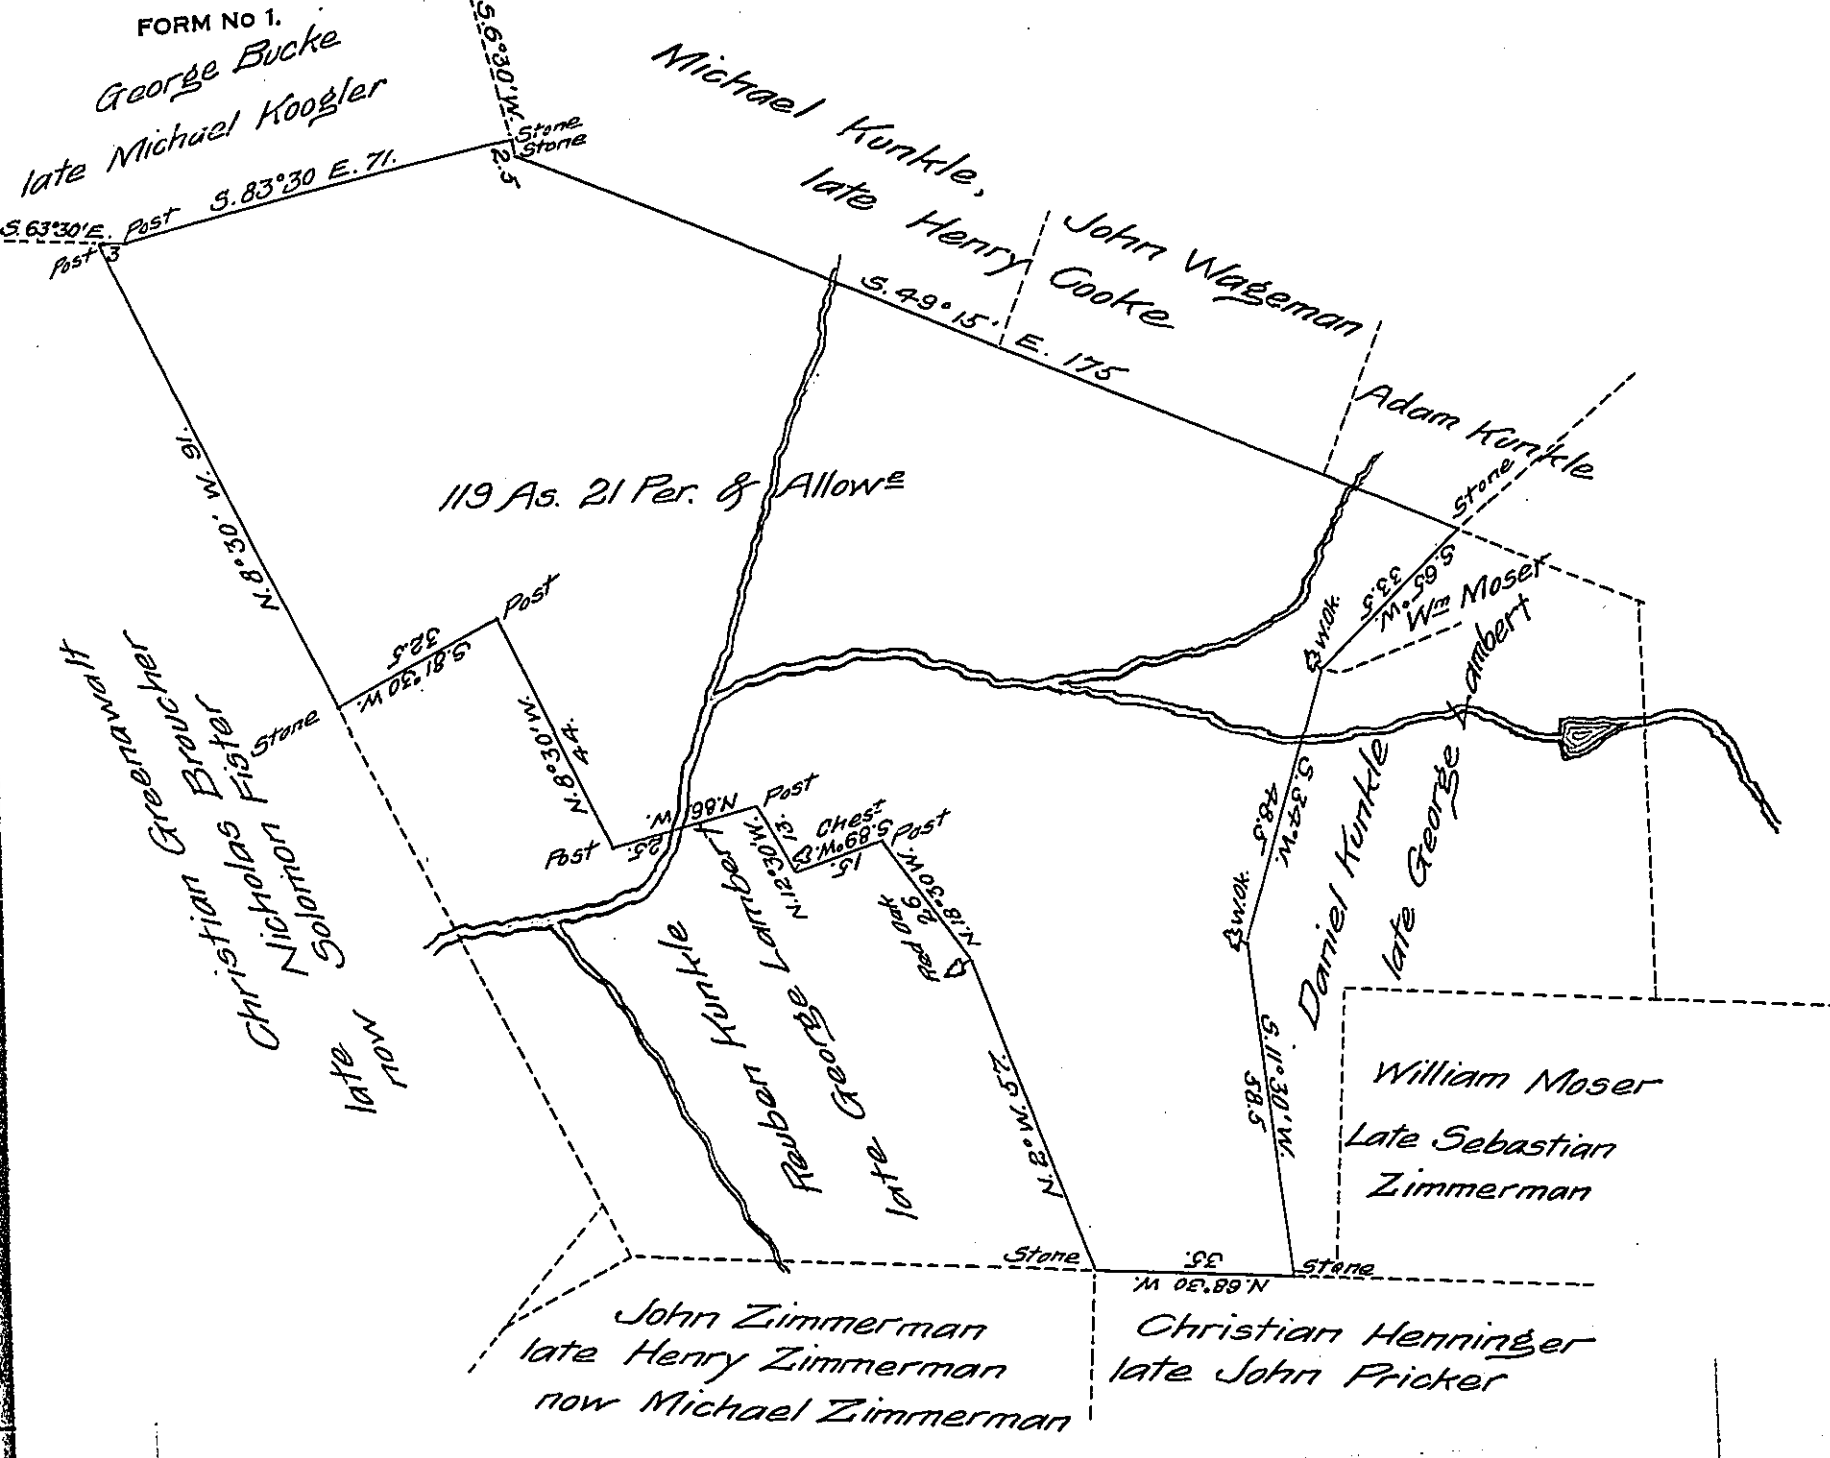 FORM No 1.
George Bucke
late Michael Koogler
S.6°30'W.
Stone
Stone
2.5
S.83°30 E.71.
S.63°30'E.
Post
Post
3
Michael Kunkle,
late Henry Cooke
John Wageman
S.49°15' E. 175
Adam Kunkle
Stone
S.65°W.
33.5
Wm Moser
W.Ok.
N.8°30' W. 91.
119 As. 21 Per. & Allowe
Post
32.5
S.81°30 W.
Stone
N.8°30'W.
44.
Post
N.86 W.
25.
Post
N.12°30'W.
13.
Chest
S.89°W.
15.
Post
N.18°30 W.
26
Red Oak
S.34°W.
48.5
W.Ok.
Daniel Kunkle
late George Lambert
Greenawalt
Christian Broucher
Christian Nicholas Fister
Nichon
Solomon
late
now
Reuben Kunkle
late George Lambert
N.8°W.75.
S.11°30'W.
58.5
William Moser
Late Sebastian
Zimmerman
Stone
35.
N.68°30 W.
Stone
John Zimmerman
late Henry Zimmerman
now Michael Zimmerman
Christian Henninger
late John Pricker